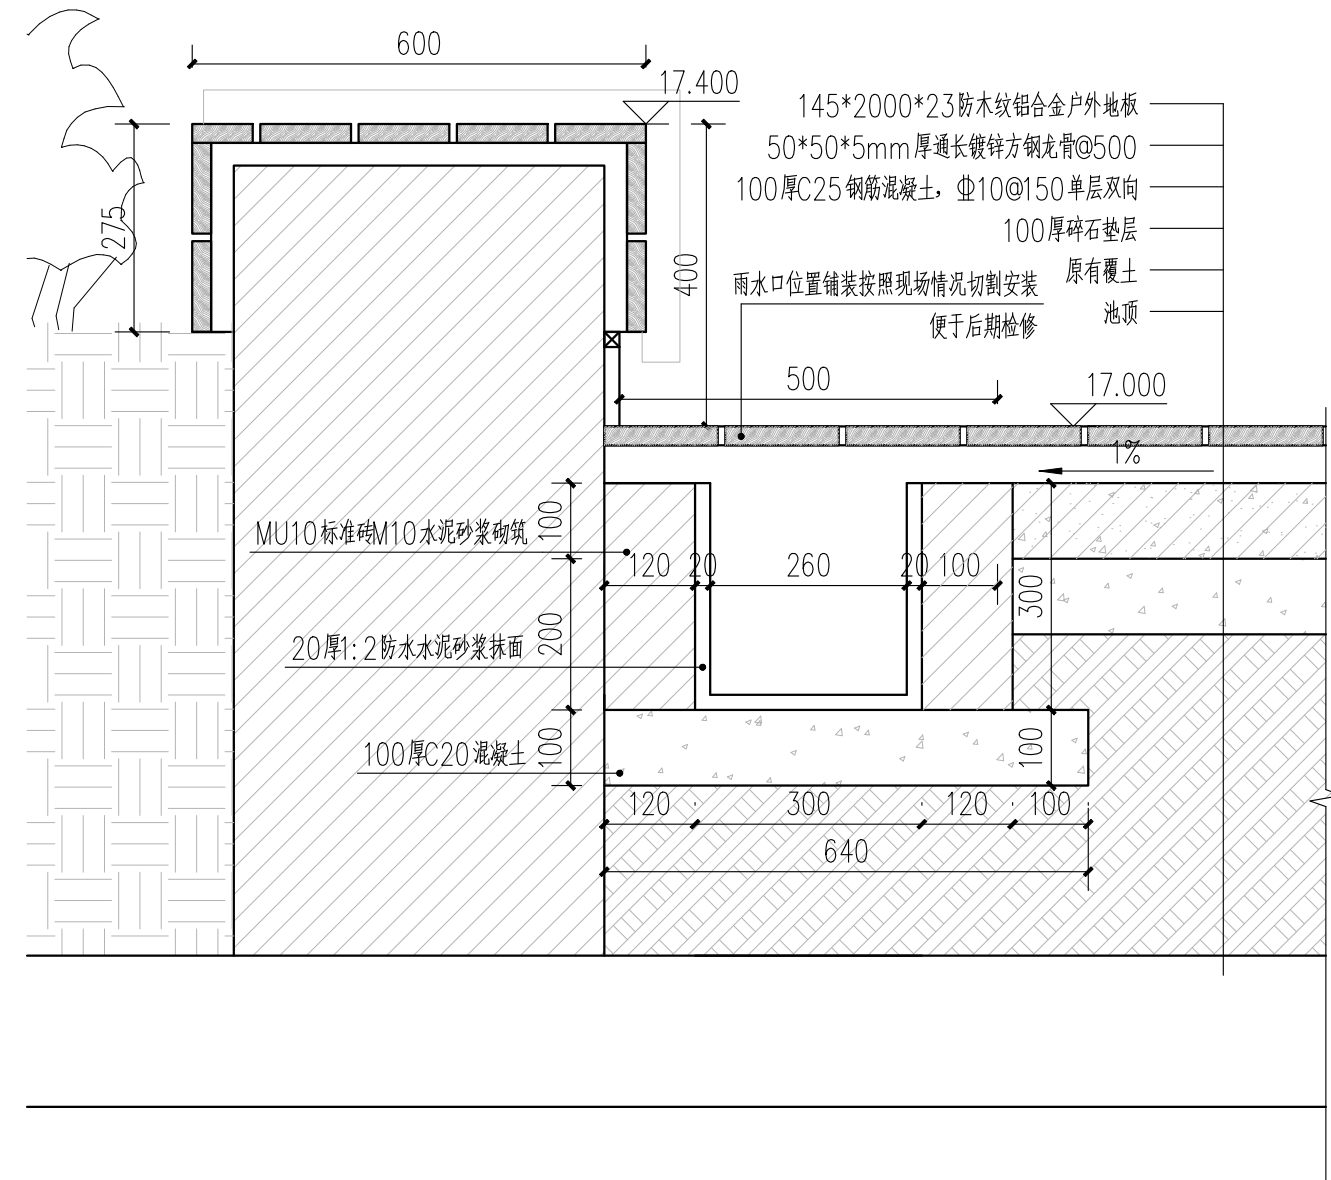 600
17.400
145*2000*23防木纹铝合金户外地板
50*50*5mm厚通长镀锌方钢龙骨@500
100厚C25钢筋混凝土，⏀10@150单层双向
100厚碎石垫层
原有覆土
池顶
275
400
雨水口位置铺装按照现场情况切割安装
便于后期检修
500
17.000
1%
MU10标准砖M10水泥砂浆砌筑
100
120
20
260
20
100
300
20厚1:2防水水泥砂浆抹面
200
100厚C20混凝土
100
100
120
300
120
100
640